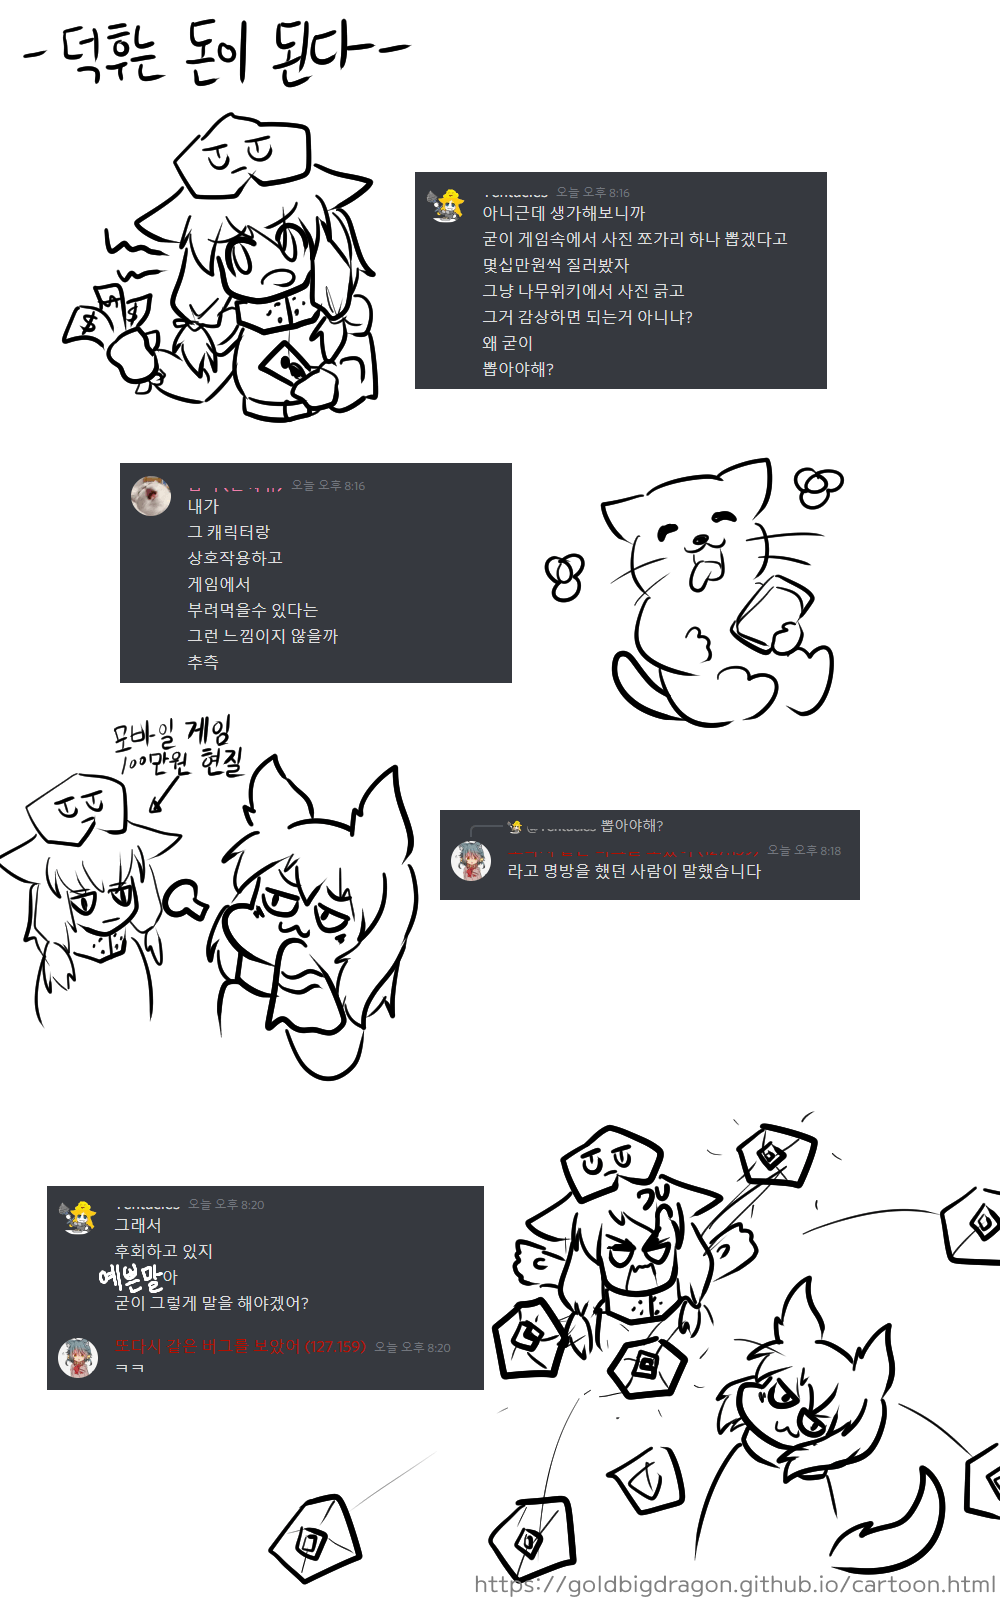 - 덕후는 돈이 된다 -
오늘 오후 8:16
아니근데 생가해보니까
굳이 게임속에서 사진 쪼가리 하나 뽑겠다고
몇십만원씩 질러봤자
그냥 나무위키에서 사진 긁고
그거 감상하면 되는거 아니냐?
왜 굳이
뽑아야해?
오늘 오후 8:16
내가
그 캐릭터랑
상호작용하고
게임에서
부려먹을수 있다는
그런 느낌이지 않을까
추측
모바일 게임
100만원 현질
뽑아야해?
오늘 오후 8:18
라고 명방을 했던 사람이 말했습니다
오늘 오후 8:20
그래서
후회하고 있지
예쁜말아
굳이 그렇게 말을 해야겠어?
또다시 같은 버그를 보았어 (127.159) 오늘 오후 8:20
ㅋㅋ
https://goldbigdragon.github.io/cartoon.html